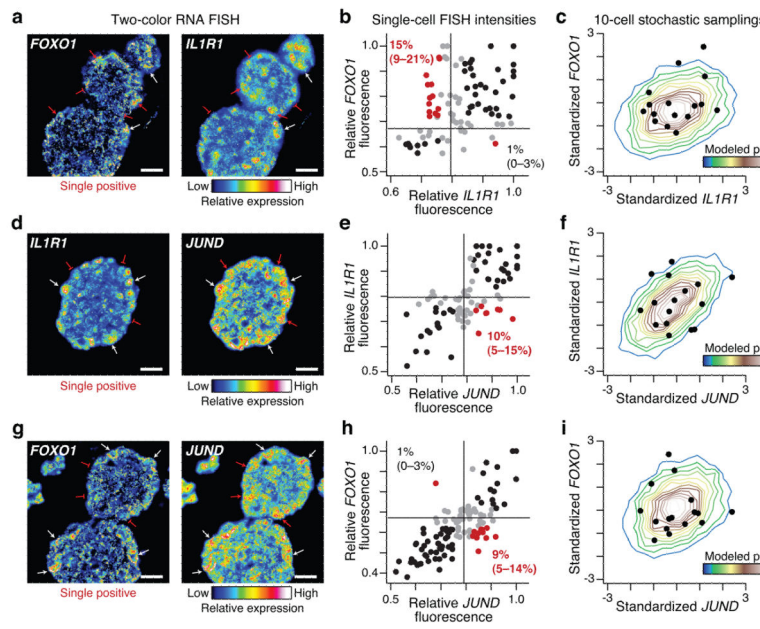 Two-color RNA FISH
Single-cell FISH intensities
10-cell stochastic samplings
a
FOXO1
IL1R1
Single positive
Low
High
Relative expression
b
1.0
0.5
0.6
1.0
15%
(9–21%)
1%
(0–3%)
Relative FOXO1
fluorescence
Relative IL1R1
fluorescence
c
3
-3
-3
3
Standardized FOXO1
Modeled p
Standardized IL1R1
d
IL1R1
JUND
Single positive
Low
High
Relative expression
e
1.0
0.5
0.5
1.0
10%
(5–15%)
Relative IL1R1
fluorescence
Relative JUND
fluorescence
f
3
-3
-3
3
Standardized IL1R1
Modeled p
Standardized JUND
g
FOXO1
JUND
Single positive
Low
High
Relative expression
h
1.0
0.4
0.5
1.0
1%
(0–3%)
9%
(5–14%)
Relative FOXO1
fluorescence
Relative JUND
fluorescence
i
3
-3
-3
3
Standardized FOXO1
Modeled p
Standardized JUND